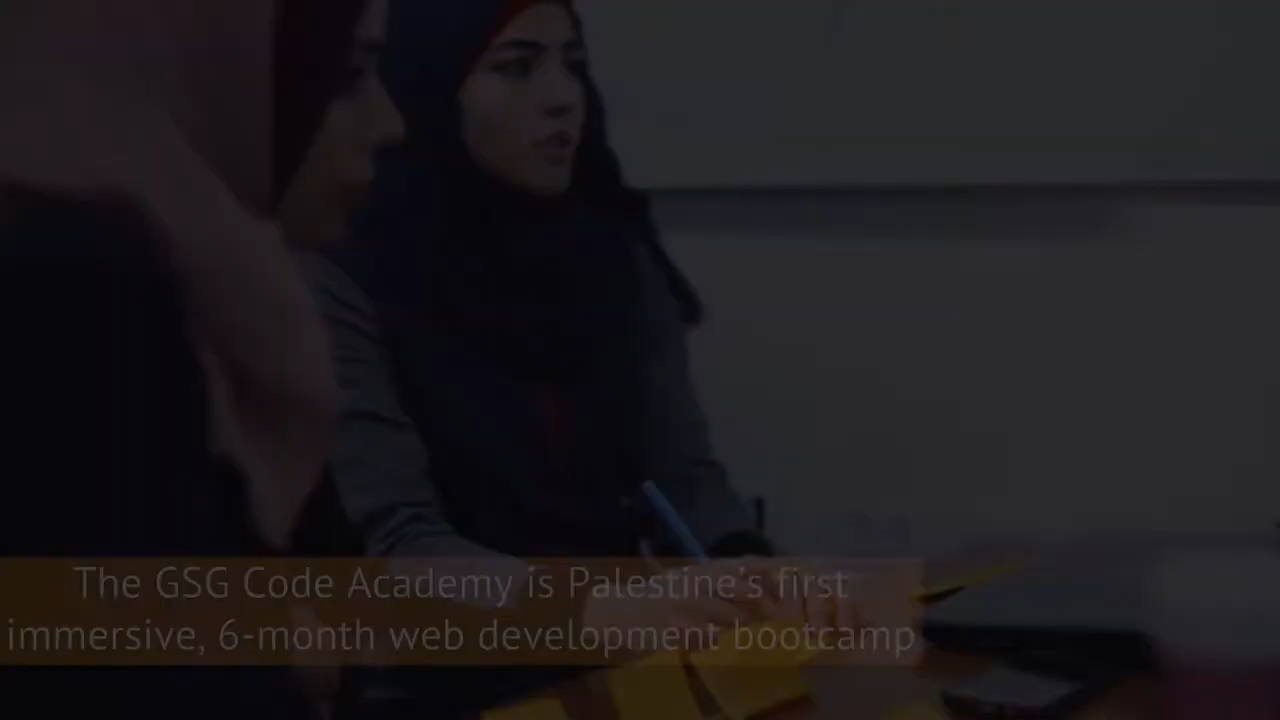 The GSG Code Academy is Palestine's first
immersive, 6-month web development bootcamp